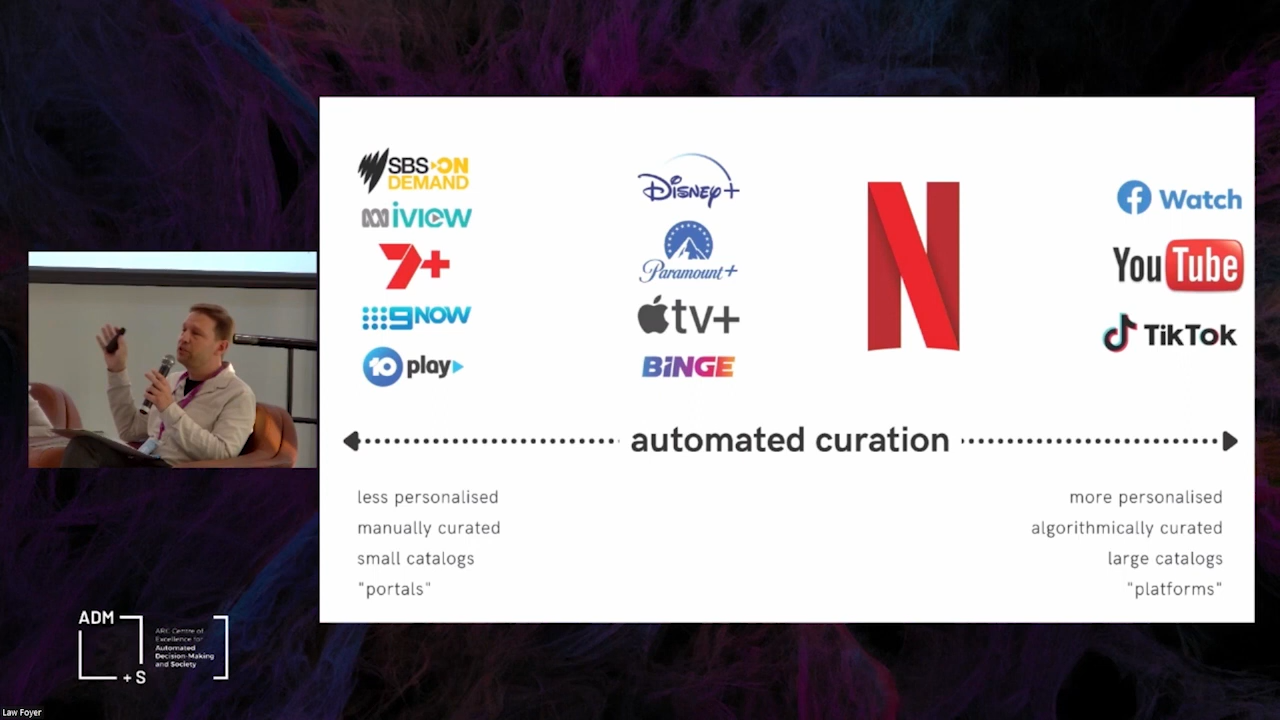 SBS ON
DEMAND
ABC iview
7+
9NOW
10 play
Disney+
Paramount+
tv+
BINGE
N
Watch
YouTube
TikTok
automated curation
less personalised
manually curated
small catalogs
"portals"
more personalised
algorithmically curated
large catalogs
"platforms"
ADM
+ S
ARC Centre of
Excellence for
Automated
Decision-Making
and Society
Law Foyer